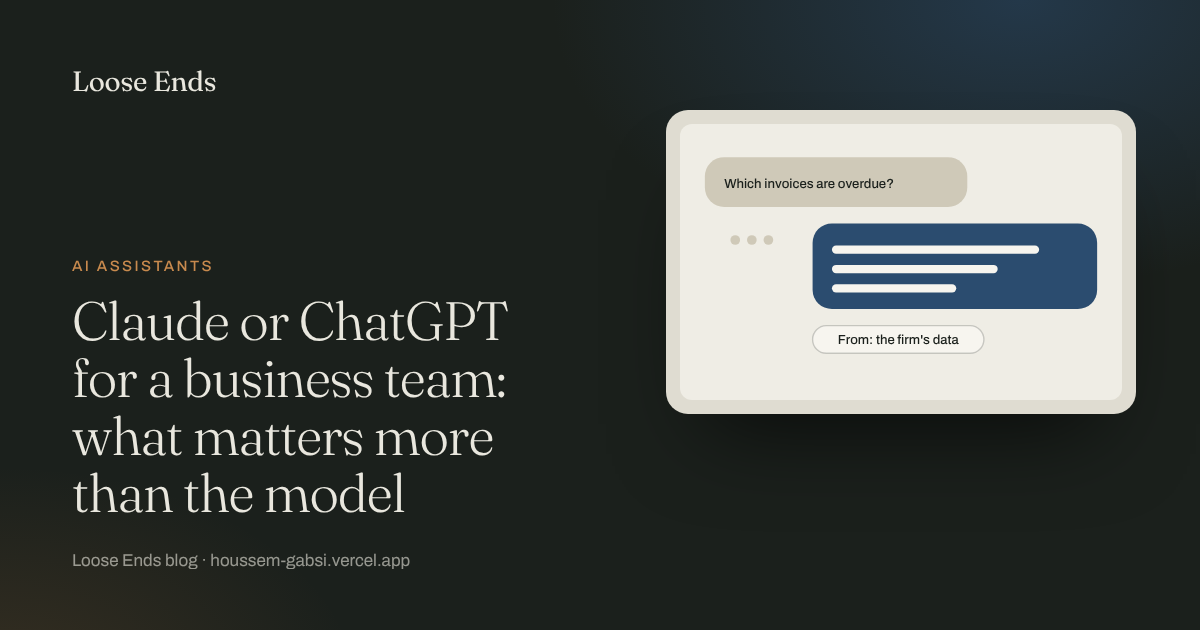 Loose Ends
AI ASSISTANTS
Claude or ChatGPT
for a business team:
what matters more
than the model
Loose Ends blog · houssem-gabsi.vercel.app
Which invoices are overdue?
From: the firm's data